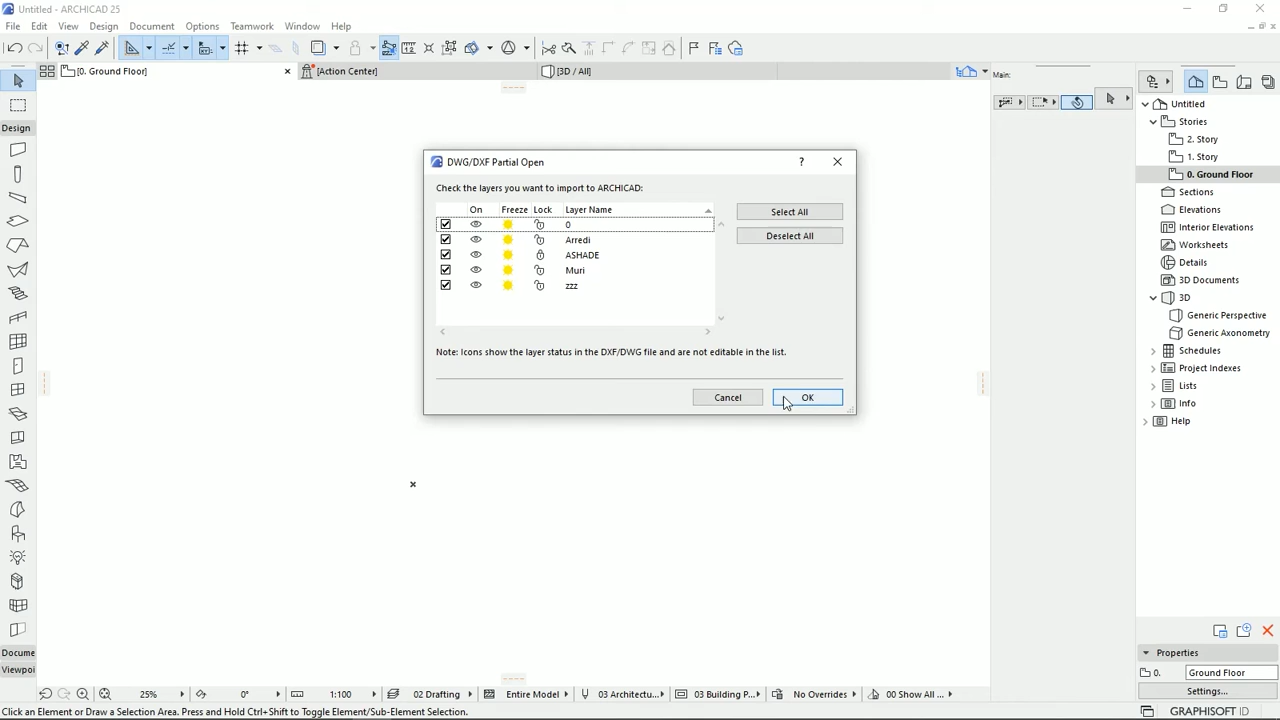 Untitled - ARCHICAD 25
File Edit View Design Document Options Teamwork Window Help
[0. Ground Floor] [Action Center] [3D / All] Main:
Design
DWG/DXF Partial Open
Check the layers you want to import to ARCHICAD:
On Freeze Lock Layer Name
0
Arredi
ASHADE
Muri
zzz
Select All
Deselect All
Note: Icons show the layer status in the DXF/DWG file and are not editable in the list.
Cancel OK
Untitled
Stories
2. Story
1. Story
0. Ground Floor
Sections
Elevations
Interior Elevations
Worksheets
Details
3D Documents
3D
Generic Perspective
Generic Axonometry
Schedules
Project Indexes
Lists
Info
Help
Docume
Viewpoi
Properties
0. Ground Floor
Settings...
25% 0° 1:100 02 Drafting Entire Model 03 Architectu... 03 Building P... No Overrides 00 Show All ...
Click an Element or Draw a Selection Area. Press and Hold Ctrl+Shift to Toggle Element/Sub-Element Selection.
GRAPHISOFT ID